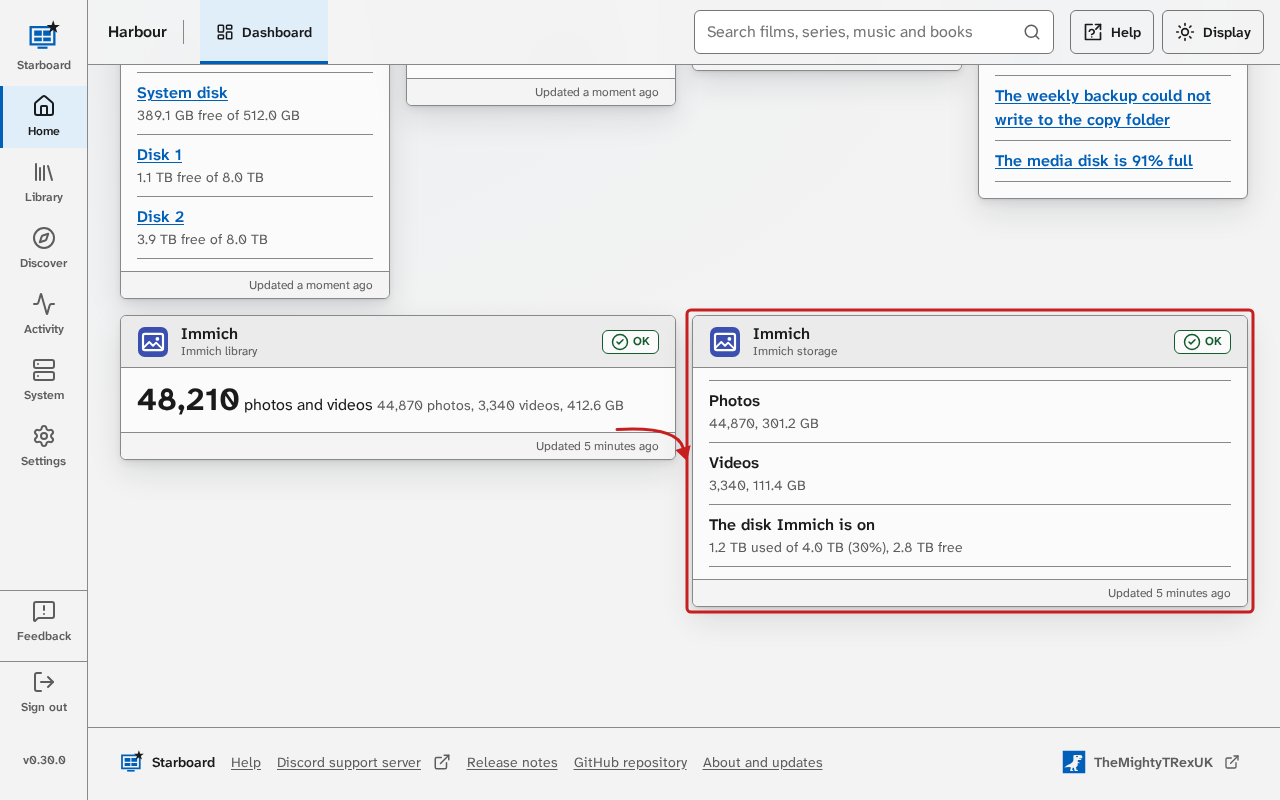 Starboard
Home
Library
Discover
Activity
System
Settings
Feedback
Sign out
v0.30.0
Harbour
Dashboard
Search films, series, music and books
Help
Display
System disk
389.1 GB free of 512.0 GB
Disk 1
1.1 TB free of 8.0 TB
Disk 2
3.9 TB free of 8.0 TB
Updated a moment ago
Updated a moment ago
The weekly backup could not
write to the copy folder
The media disk is 91% full
Immich
Immich library
OK
48,210 photos and videos 44,870 photos, 3,340 videos, 412.6 GB
Updated 5 minutes ago
Immich
Immich storage
OK
Photos
44,870, 301.2 GB
Videos
3,340, 111.4 GB
The disk Immich is on
1.2 TB used of 4.0 TB (30%), 2.8 TB free
Updated 5 minutes ago
Starboard
Help
Discord support server
Release notes
GitHub repository
About and updates
TheMightyTRexUK